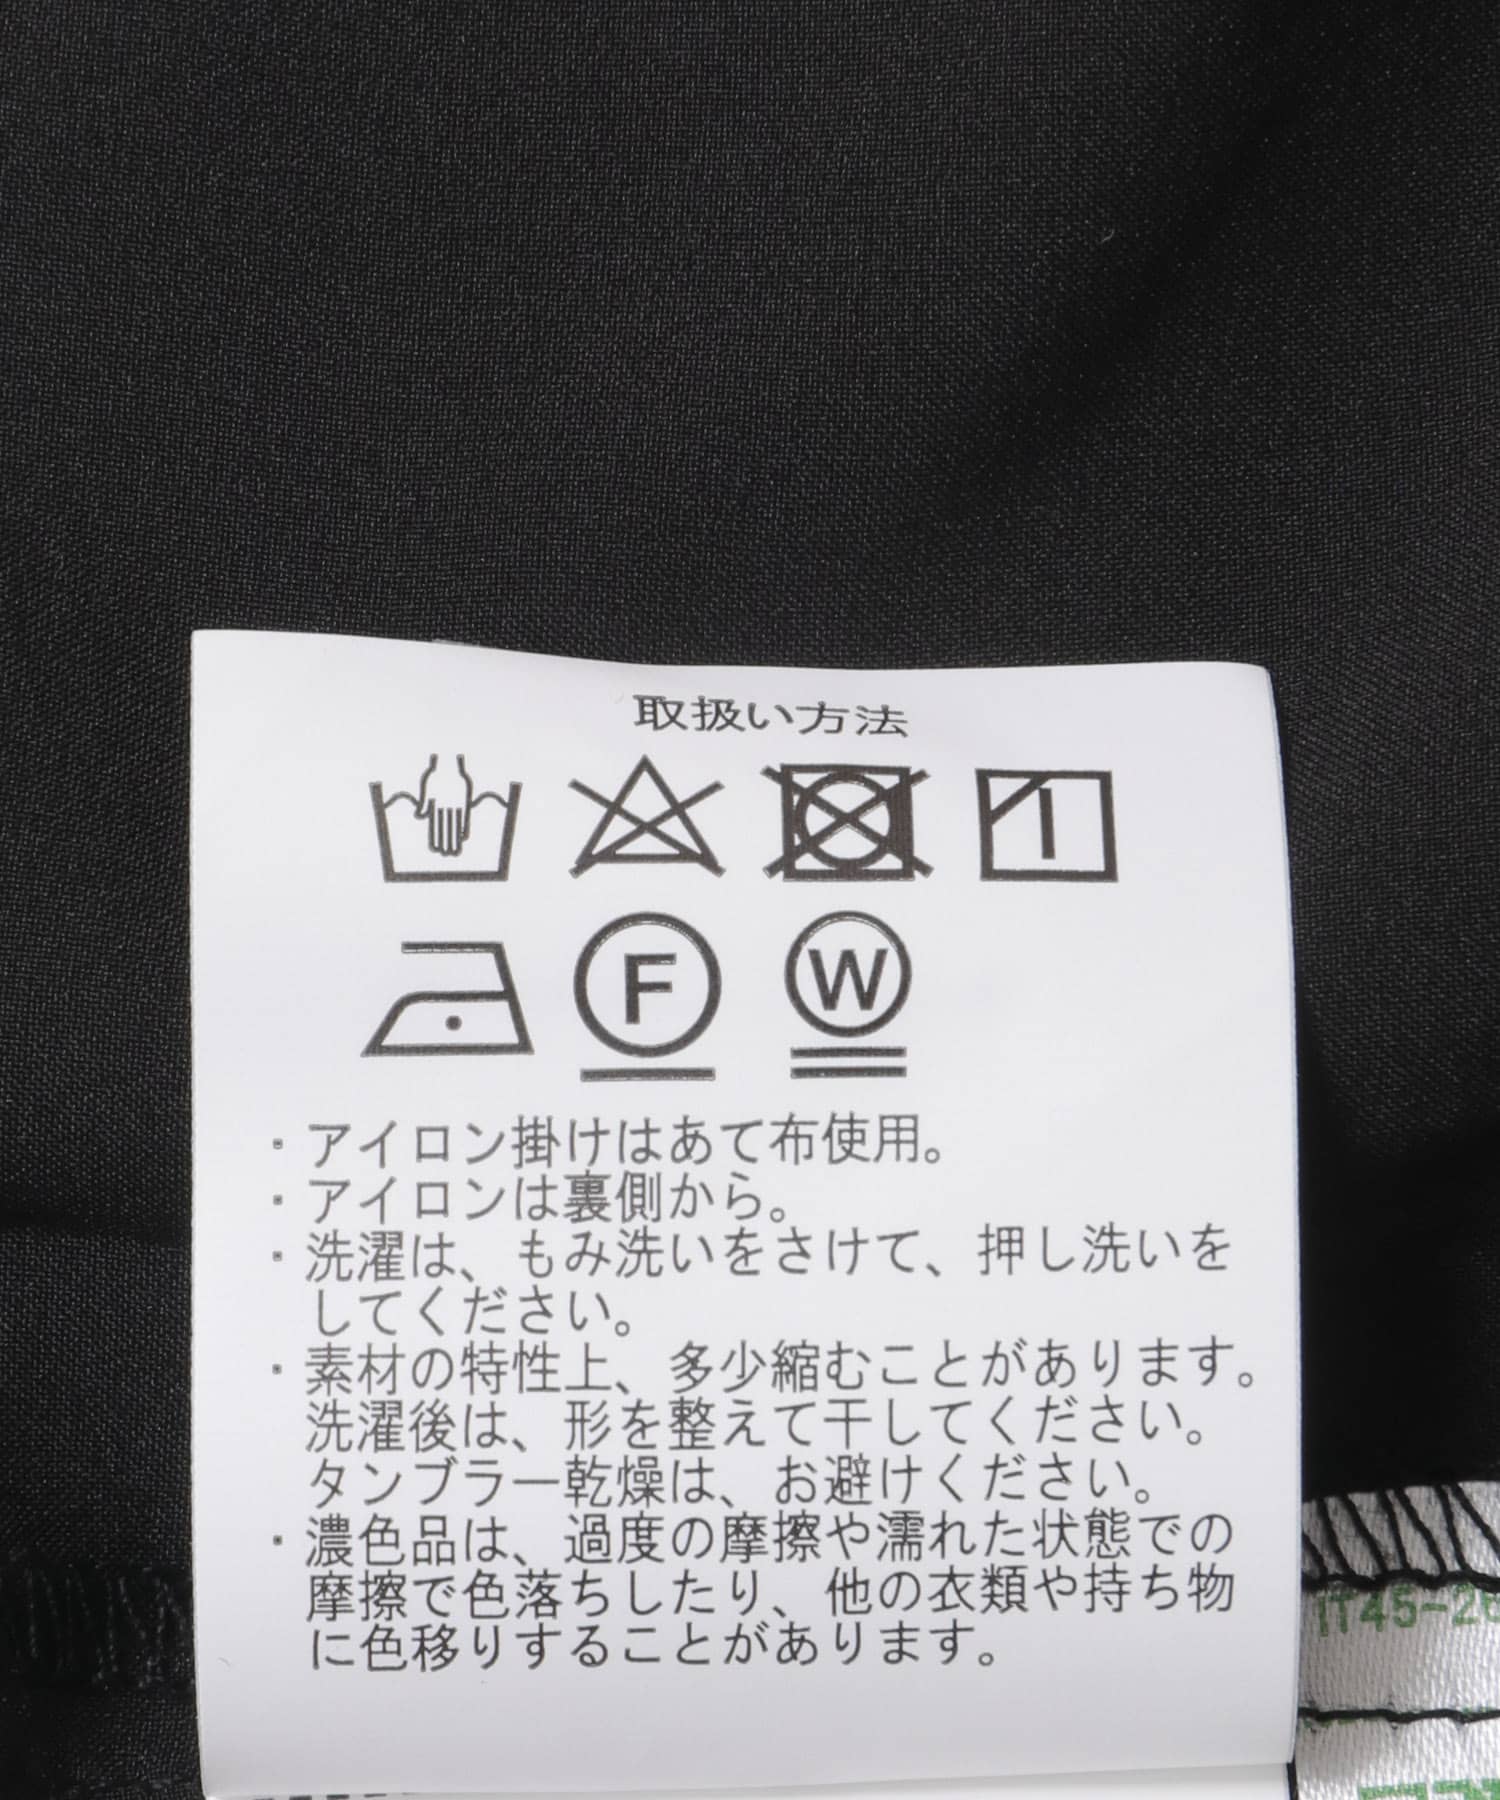 取扱い方法
F W
・アイロン掛けはあて布使用。
・アイロンは裏側から。
・洗濯は、もみ洗いをさけて、押し洗いを
してください。
・素材の特性上、多少縮むことがあります。
洗濯後は、形を整えて干してください。
タンブラー乾燥は、お避けください。
・濃色品は、過度の摩擦や濡れた状態での
摩擦で色落ちしたり、他の衣類や持ち物
に色移りすることがあります。